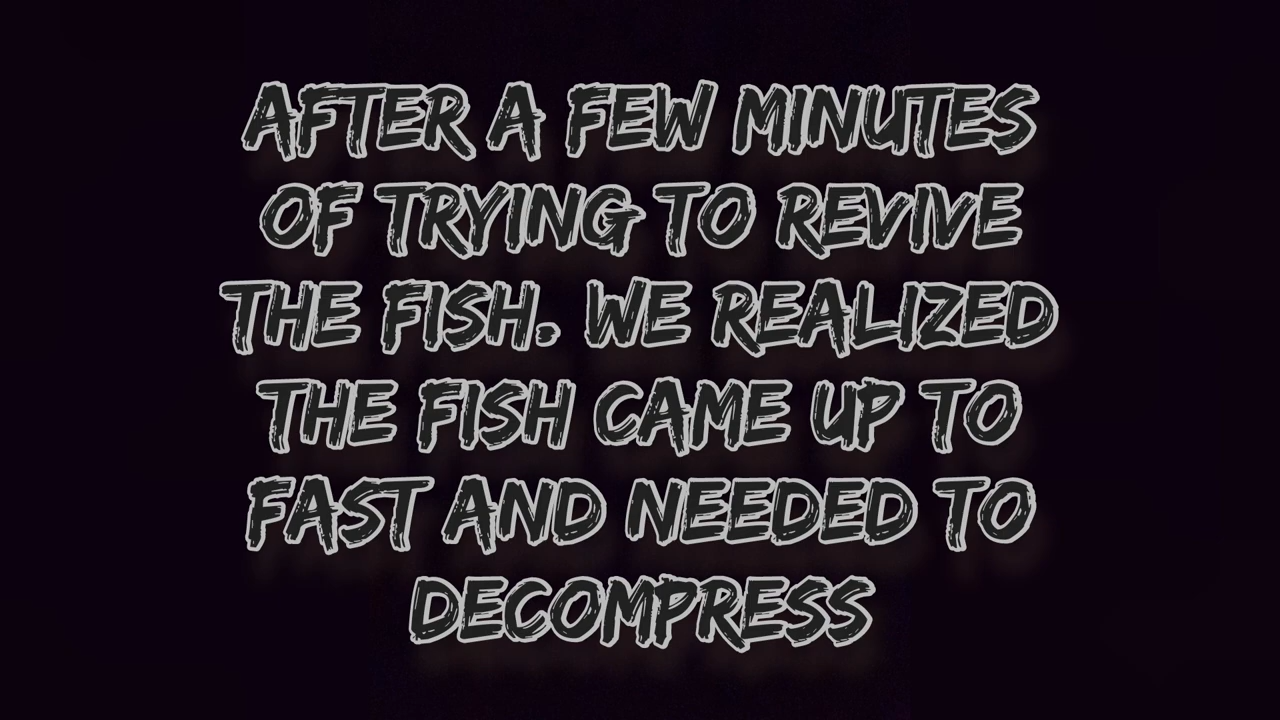 AFTER A FEW MINUTES
OF TRYING TO REVIVE
THE FISH. WE REALIZED
THE FISH CAME UP TO
FAST AND NEEDED TO
DECOMPRESS